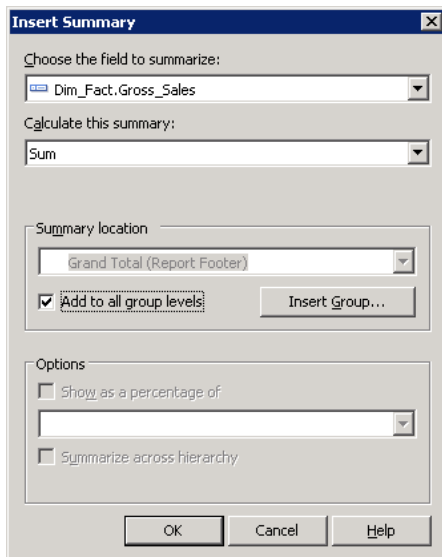 Insert Summary
Choose the field to summarize:
Dim_Fact.Gross_Sales
Calculate this summary:
Sum
Summary location
Grand Total (Report Footer)
Add to all group levels
Insert Group...
Options
Show as a percentage of
Summarize across hierarchy
OK
Cancel
Help